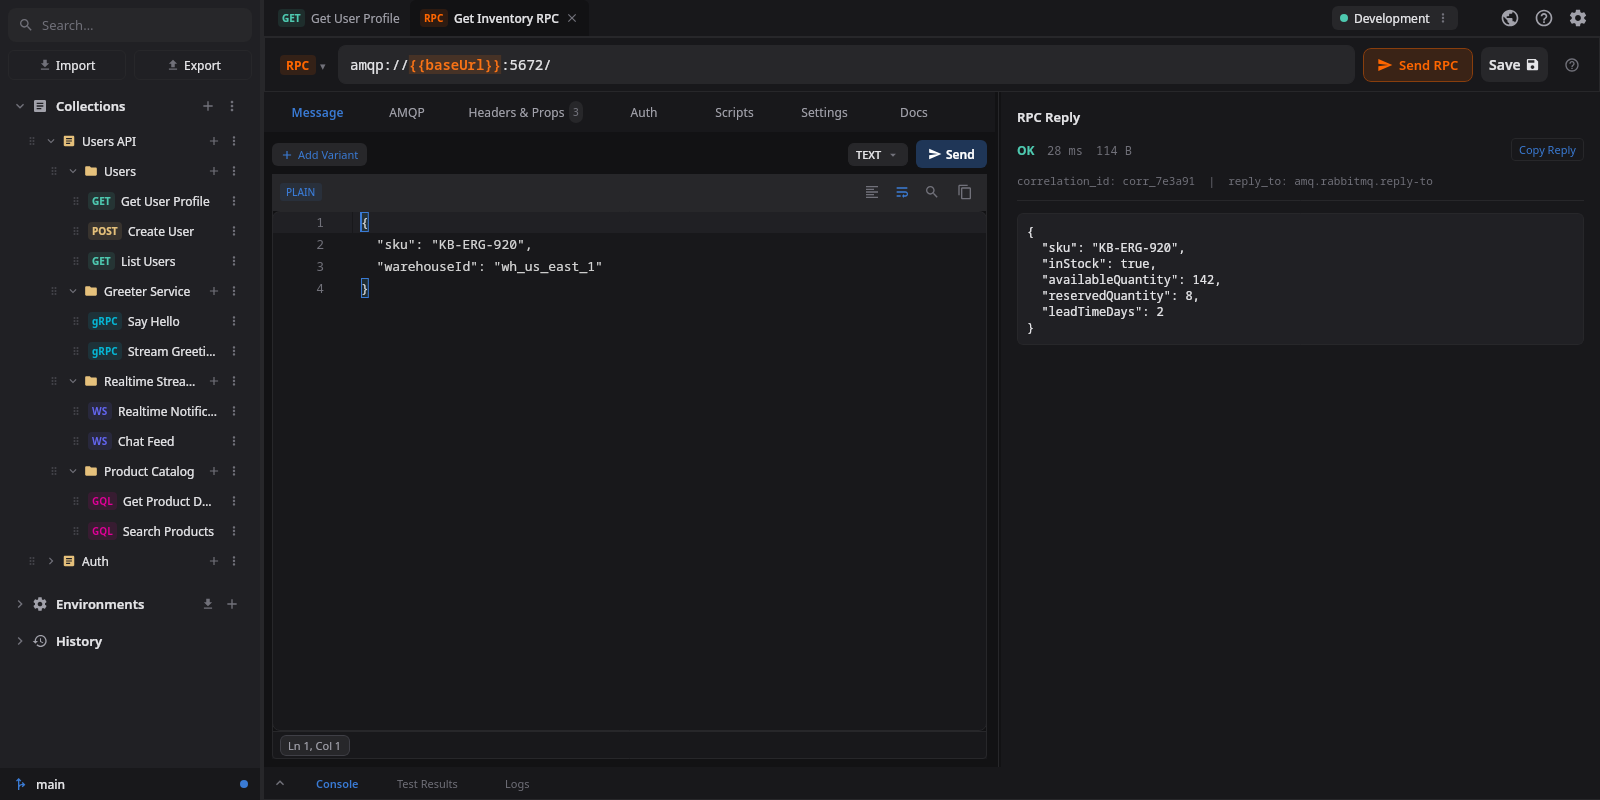 Search...
Import
Export
Collections
Users API
Users
GET Get User Profile
POST Create User
GET List Users
Greeter Service
gRPC Say Hello
gRPC Stream Greeti...
Realtime Strea...
WS Realtime Notific...
WS Chat Feed
Product Catalog
GQL Get Product D...
GQL Search Products
Auth
Environments
History
main
GET Get User Profile
RPC Get Inventory RPC
Development
RPC
amqp://{{baseUrl}}:5672/
Send RPC
Save
Message
AMQP
Headers & Props 3
Auth
Scripts
Settings
Docs
Add Variant
TEXT
Send
PLAIN
1 {
2 "sku": "KB-ERG-920",
3 "warehouseId": "wh_us_east_1"
4 }
Ln 1, Col 1
Console
Test Results
Logs
RPC Reply
OK 28 ms 114 B
Copy Reply
correlation_id: corr_7e3a91 | reply_to: amq.rabbitmq.reply-to
{
"sku": "KB-ERG-920",
"inStock": true,
"availableQuantity": 142,
"reservedQuantity": 8,
"leadTimeDays": 2
}